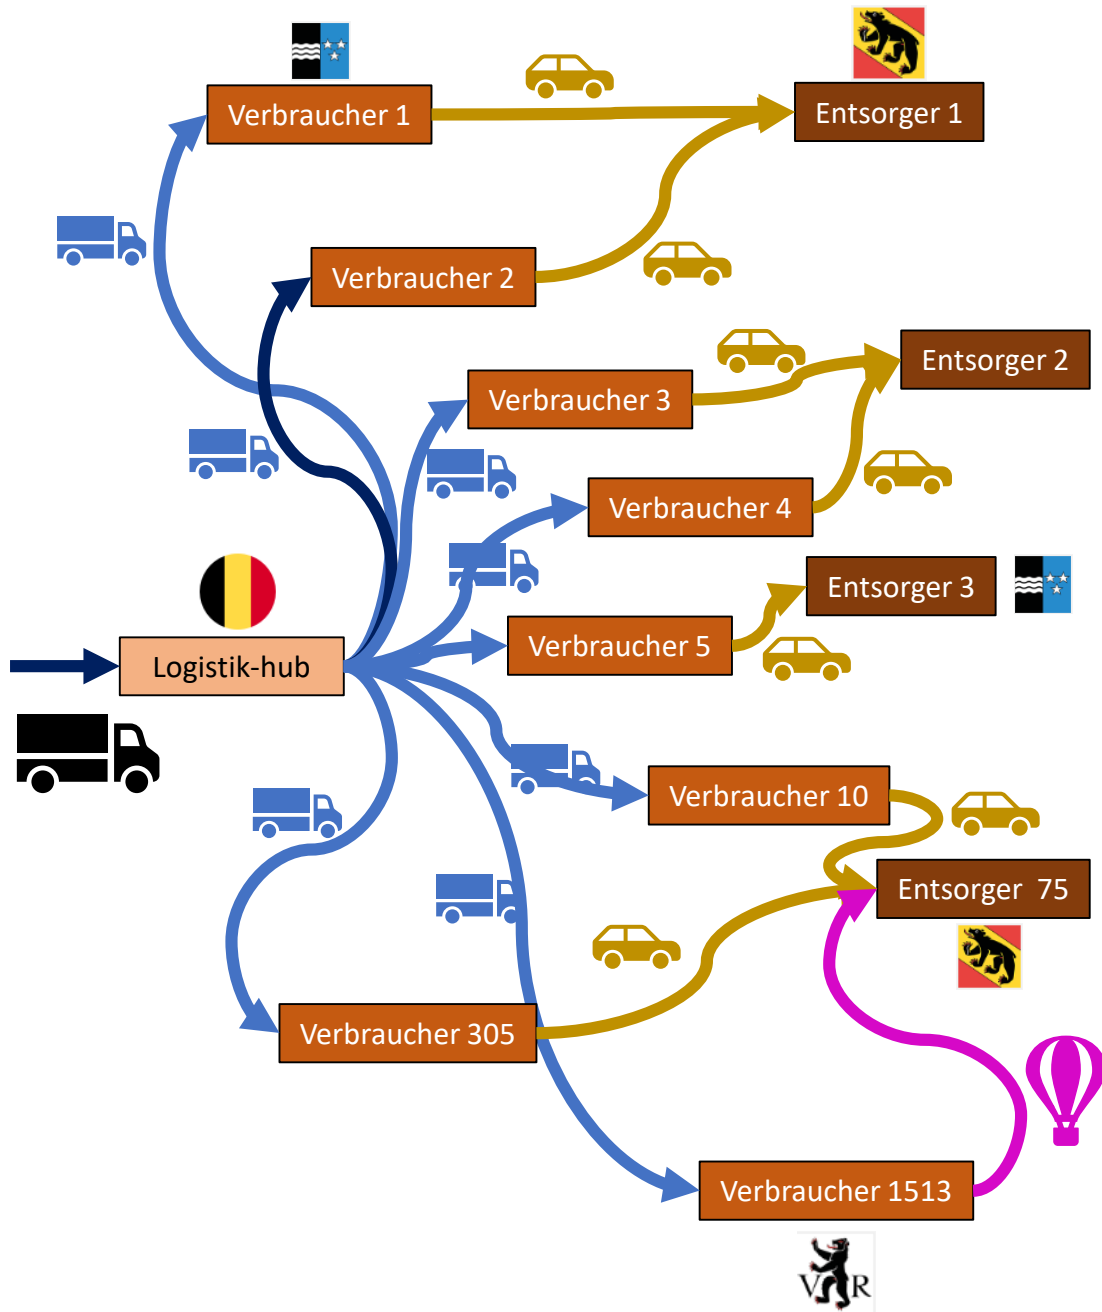 Verbraucher 1
Entsorger 1
Verbraucher 2
Verbraucher 3
Entsorger 2
Verbraucher 4
Entsorger 3
Verbraucher 5
Logistik-hub
Verbraucher 10
Entsorger 75
Verbraucher 305
Verbraucher 1513
V R